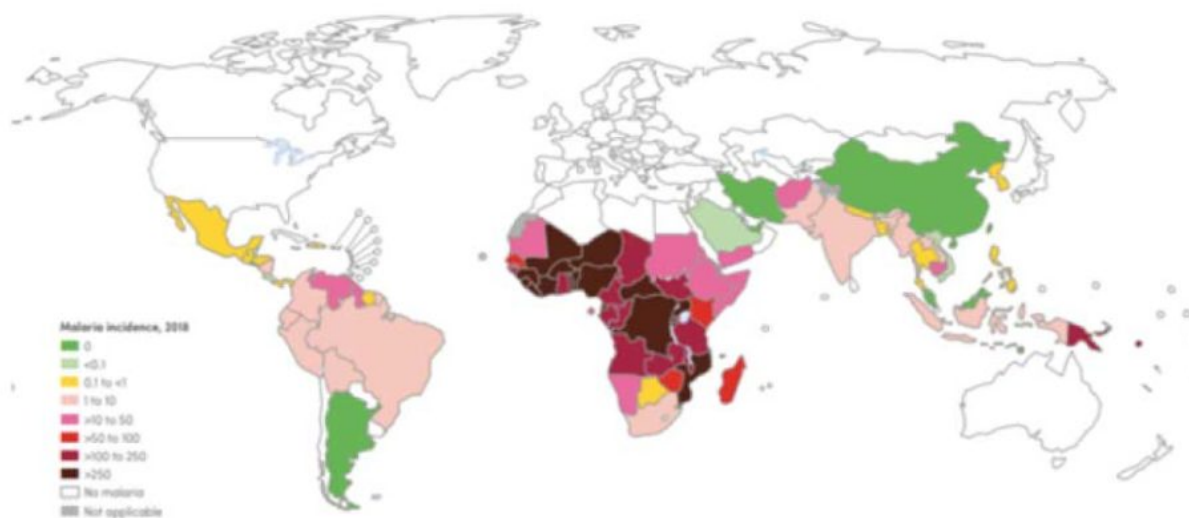 Malaria incidence, 2018
0
<0.1
0.1 to <1
1 to 10
>10 to 50
>50 to 100
>100 to 250
>250
No malaria
Not applicable